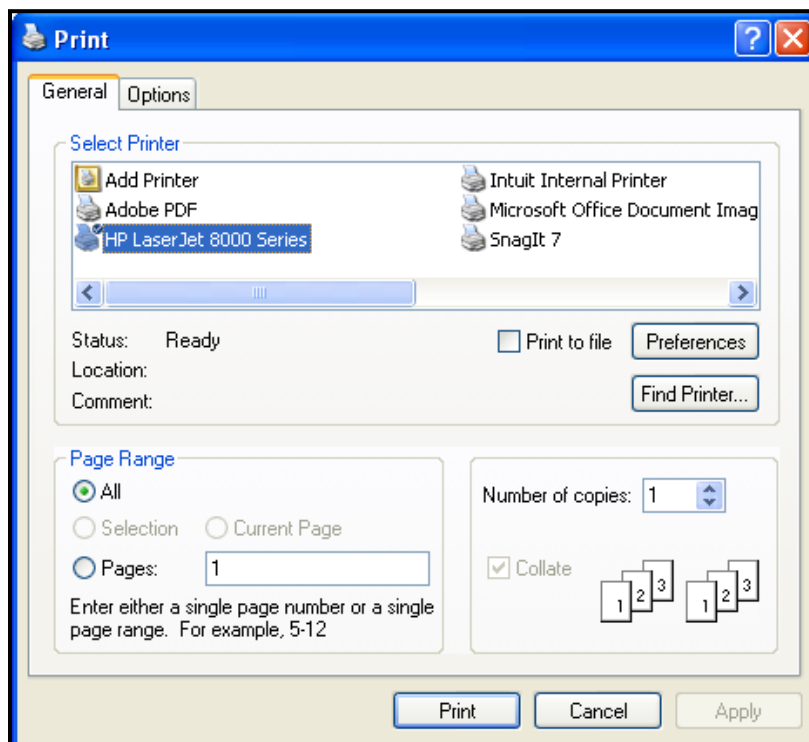 Print
General Options
Select Printer
Add Printer
Intuit Internal Printer
Adobe PDF
Microsoft Office Document Imag
HP LaserJet 8000 Series
SnagIt 7
Status: Ready
Print to file
Preferences
Location:
Comment:
Find Printer...
Page Range
All
Selection
Current Page
Pages: 1
Enter either a single page number or a single
page range. For example, 5-12
Number of copies: 1
Collate
1 2 3 1 2 3
Print
Cancel
Apply